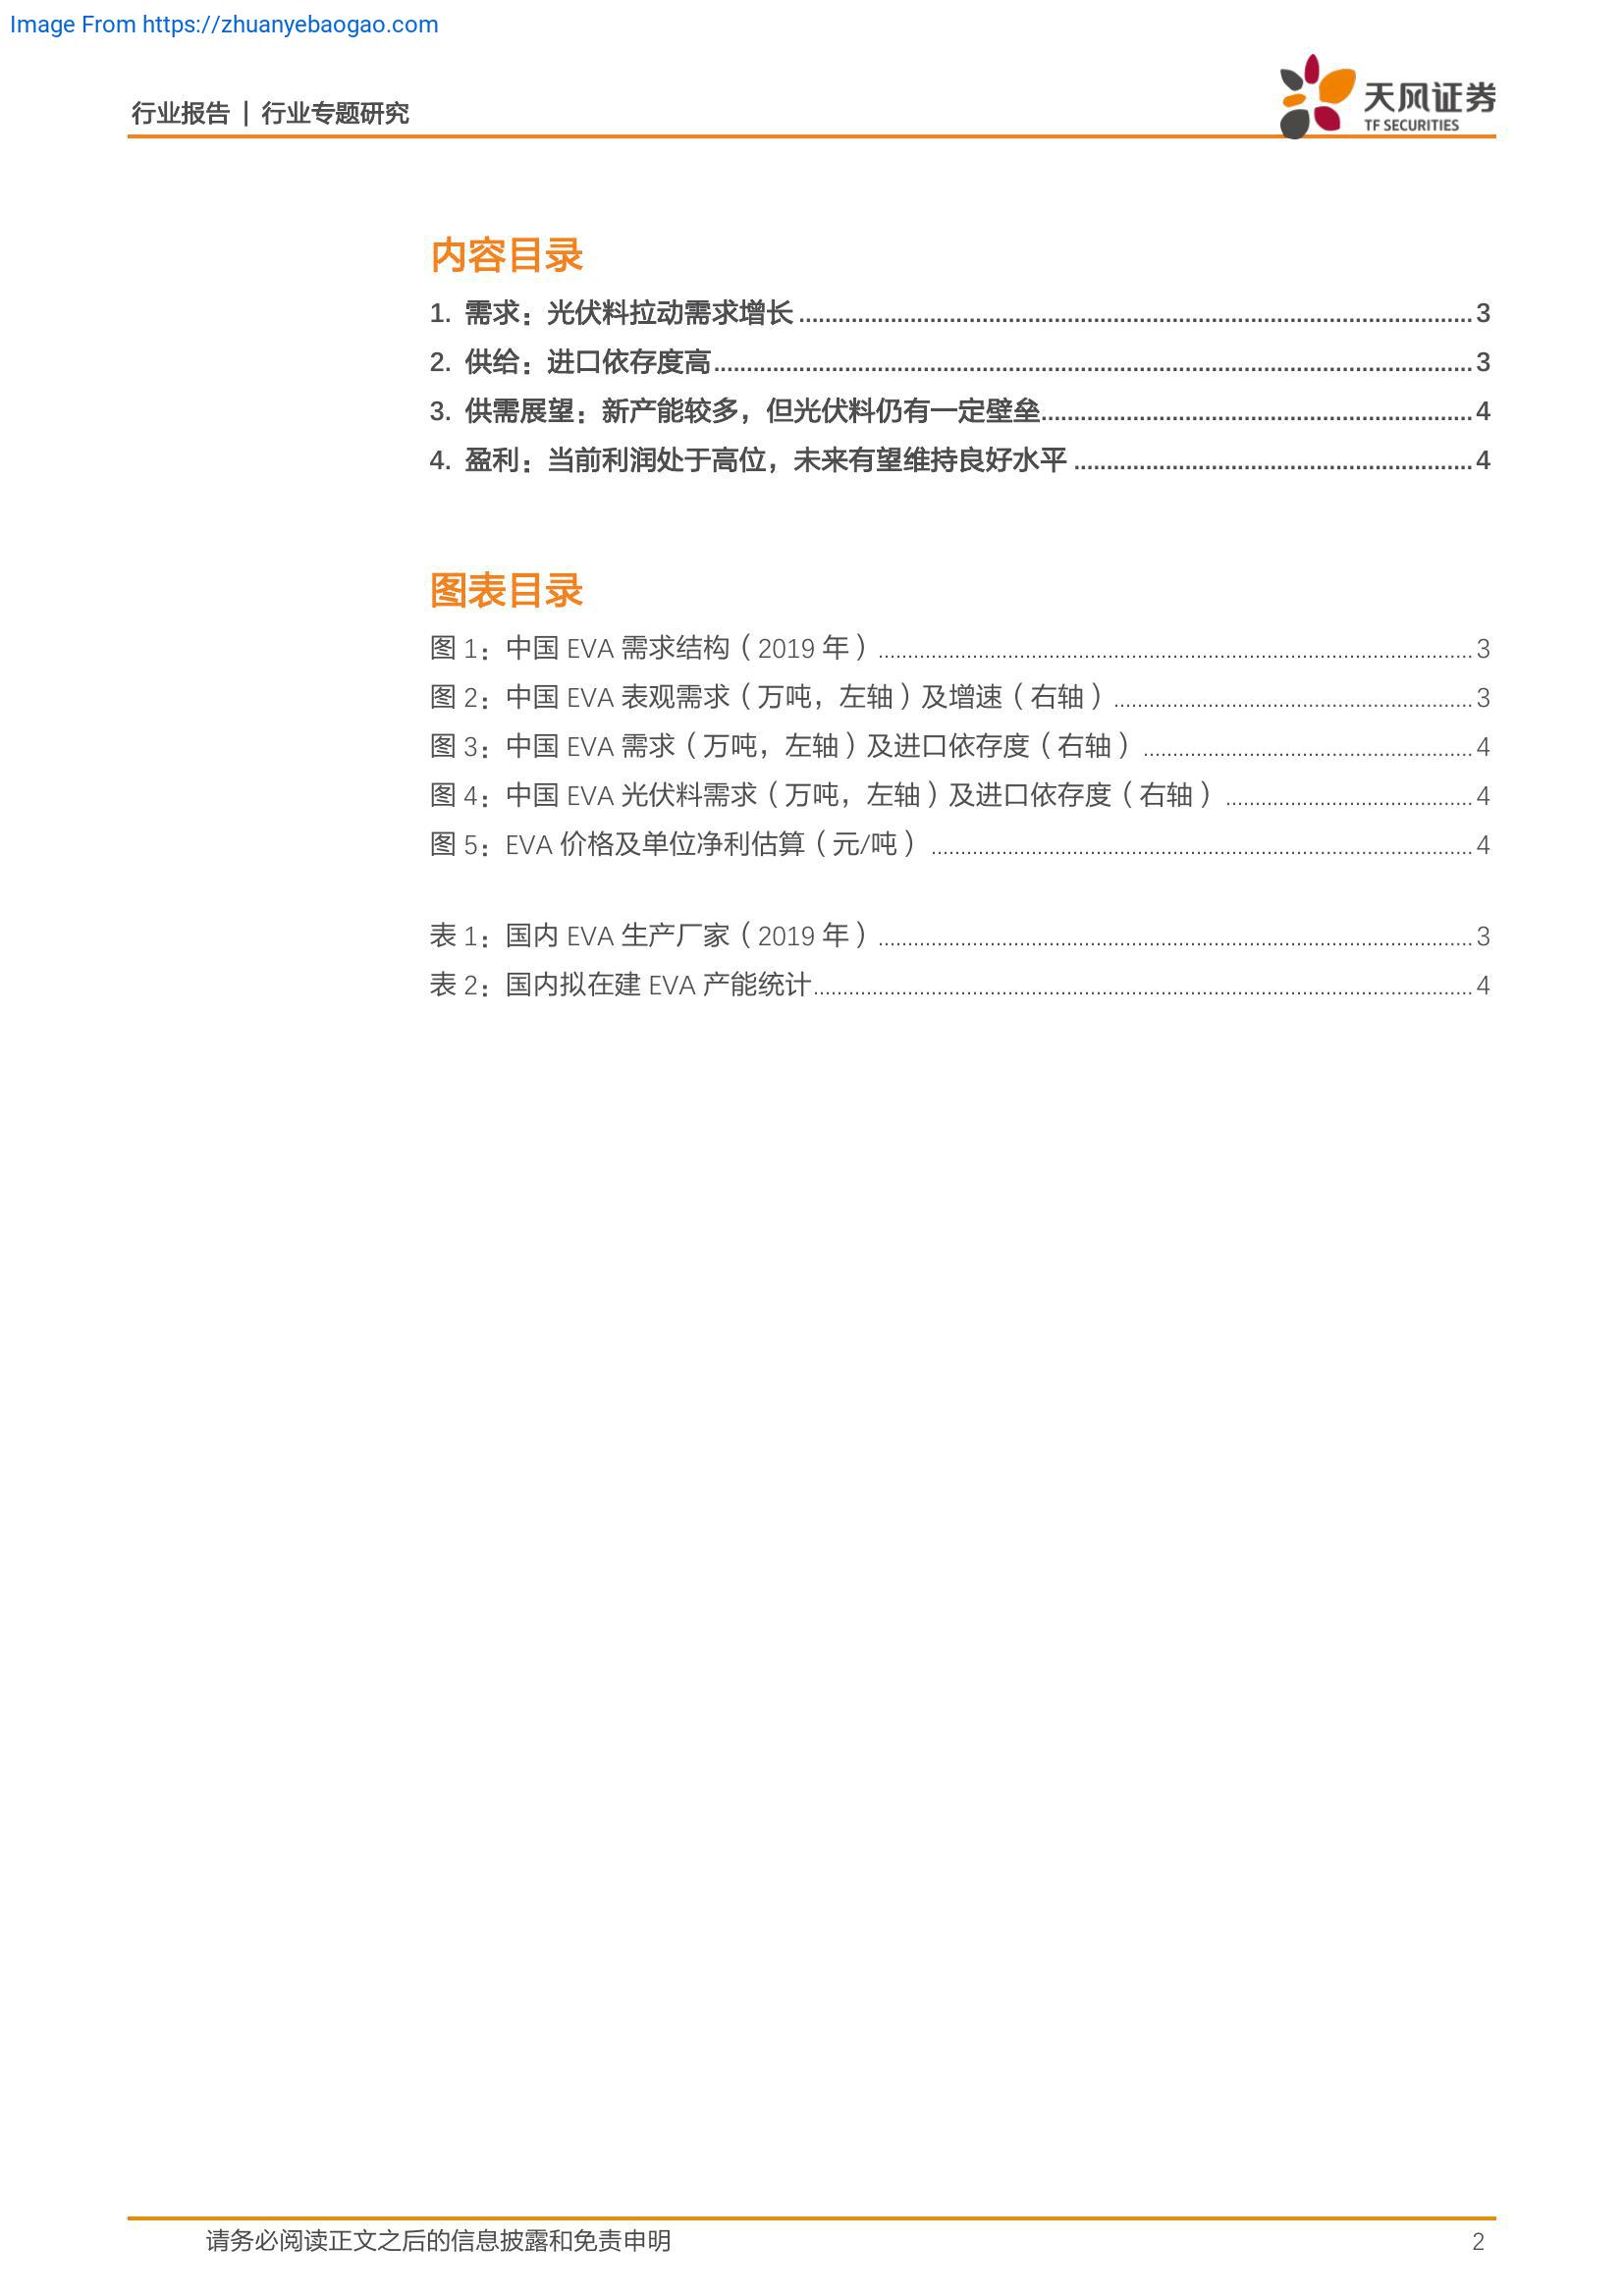 Image From https://zhuanyebaogao.com
行业报告 | 行业专题研究
天风证券
TF SECURITIES
内容目录
1. 需求：光伏料拉动需求增长 ........ 3
2. 供给：进口依存度高 ........ 3
3. 供需展望：新产能较多，但光伏料仍有一定壁垒 ........ 4
4. 盈利：当前利润处于高位，未来有望维持良好水平 ........ 4
图表目录
图 1：中国 EVA 需求结构（2019 年） ........ 3
图 2：中国 EVA 表观需求（万吨，左轴）及增速（右轴） ........ 3
图 3：中国 EVA 需求（万吨，左轴）及进口依存度（右轴） ........ 4
图 4：中国 EVA 光伏料需求（万吨，左轴）及进口依存度（右轴） ........ 4
图 5：EVA 价格及单位净利估算（元/吨） ........ 4
表 1：国内 EVA 生产厂家（2019 年） ........ 3
表 2：国内拟在建 EVA 产能统计 ........ 4
请务必阅读正文之后的信息披露和免责申明 2